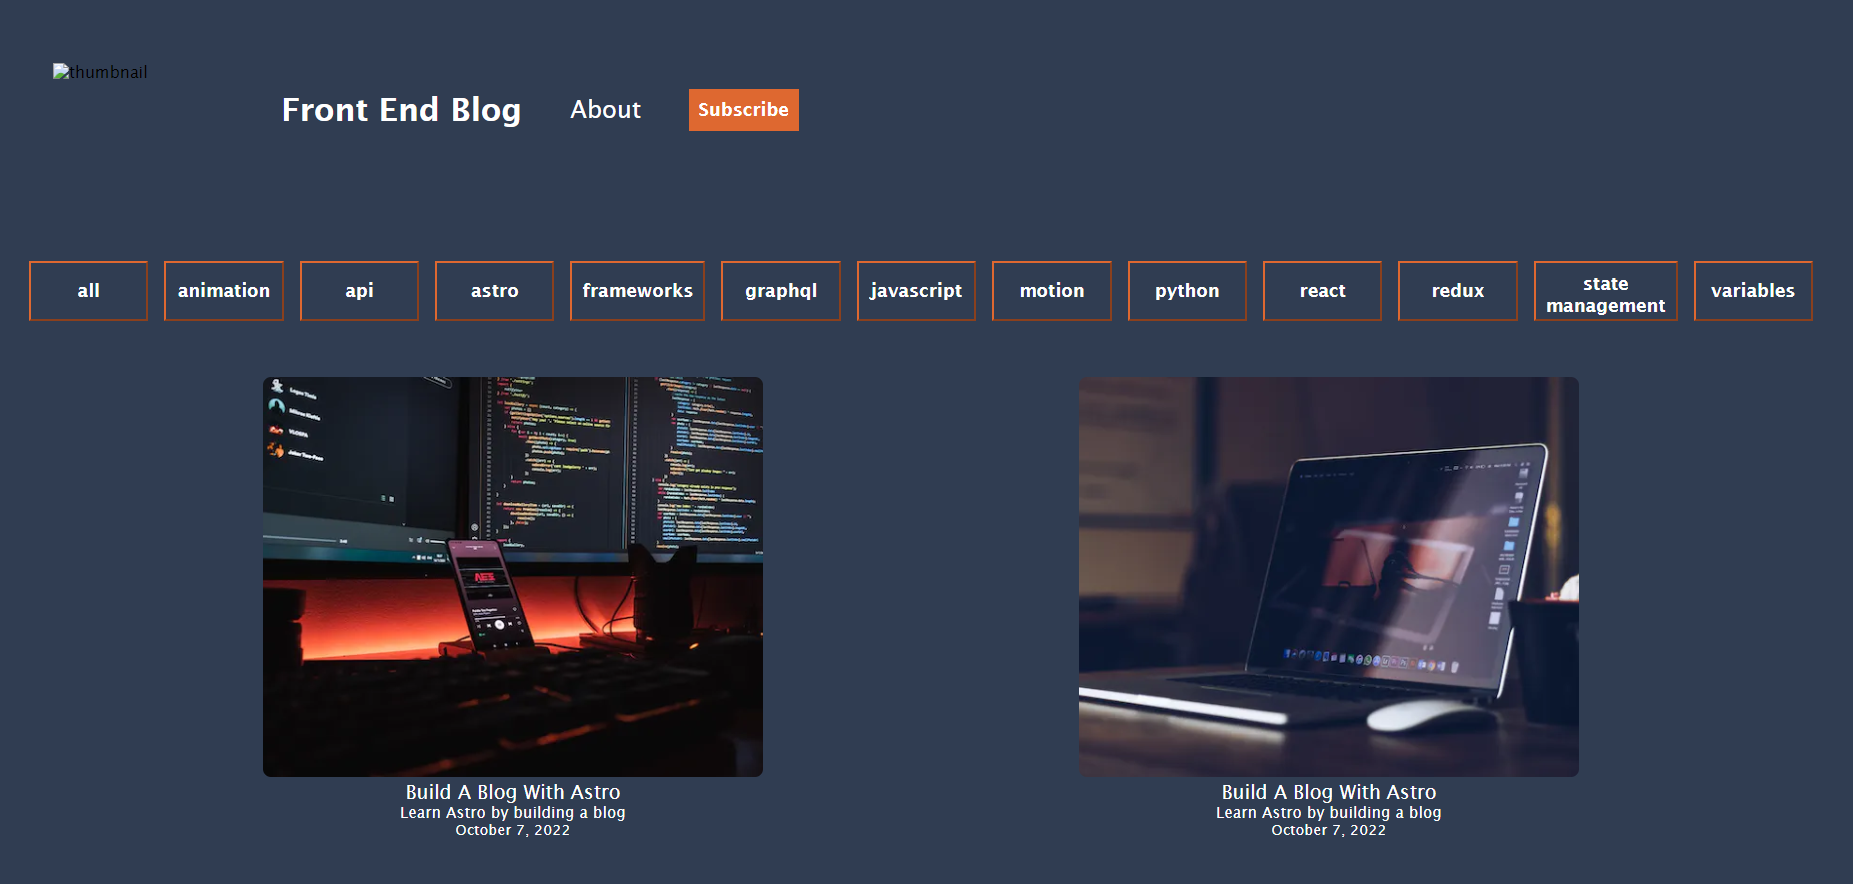 thumbnail
Front End Blog About Subscribe
all animation api astro frameworks graphql javascript motion python react redux state management variables
Build A Blog With Astro
Learn Astro by building a blog
October 7, 2022
Build A Blog With Astro
Learn Astro by building a blog
October 7, 2022